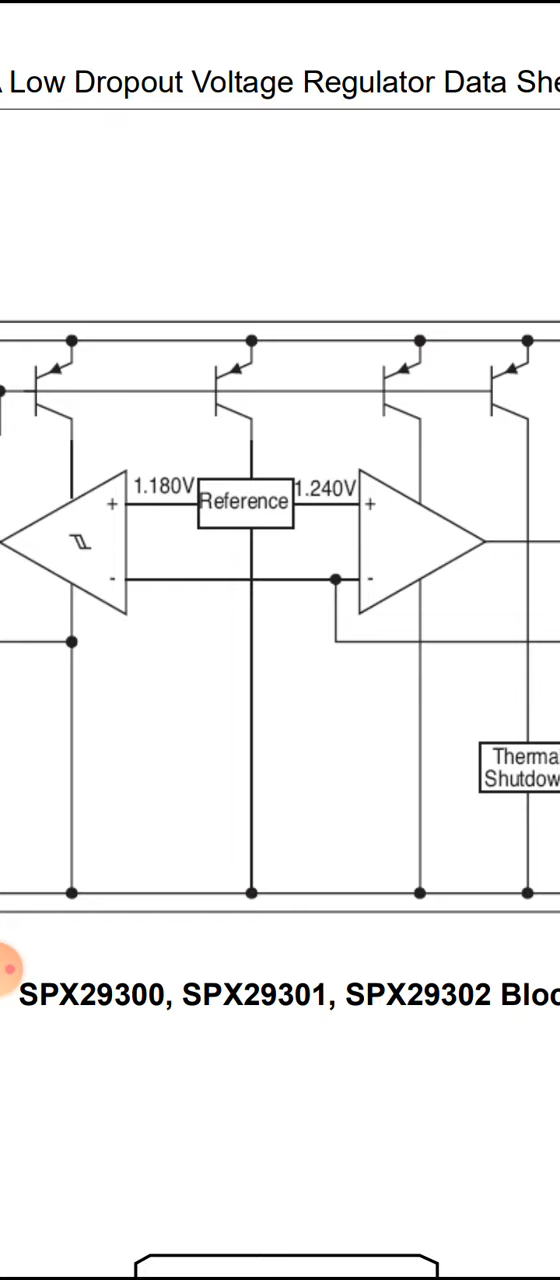 Low Dropout Voltage Regulator Data She
1.180V
Reference
1.240V
+
+
-
-
Therma
Shutdow
SPX29300, SPX29301, SPX29302 Bloc